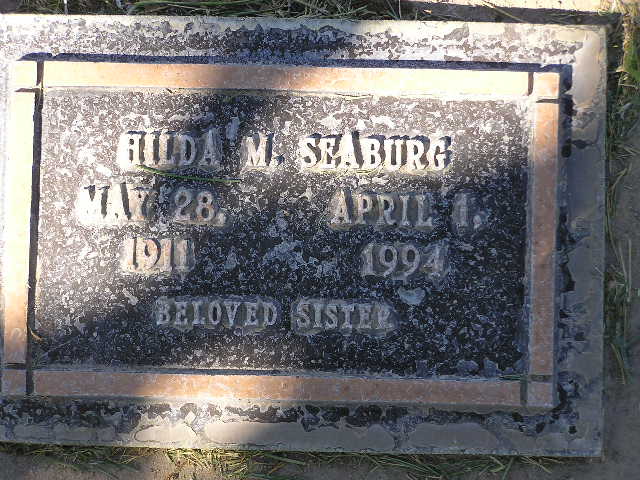 HILDA M. SEABURG
MAY 28, APRIL 1,
1911 1994
BELOVED SISTER